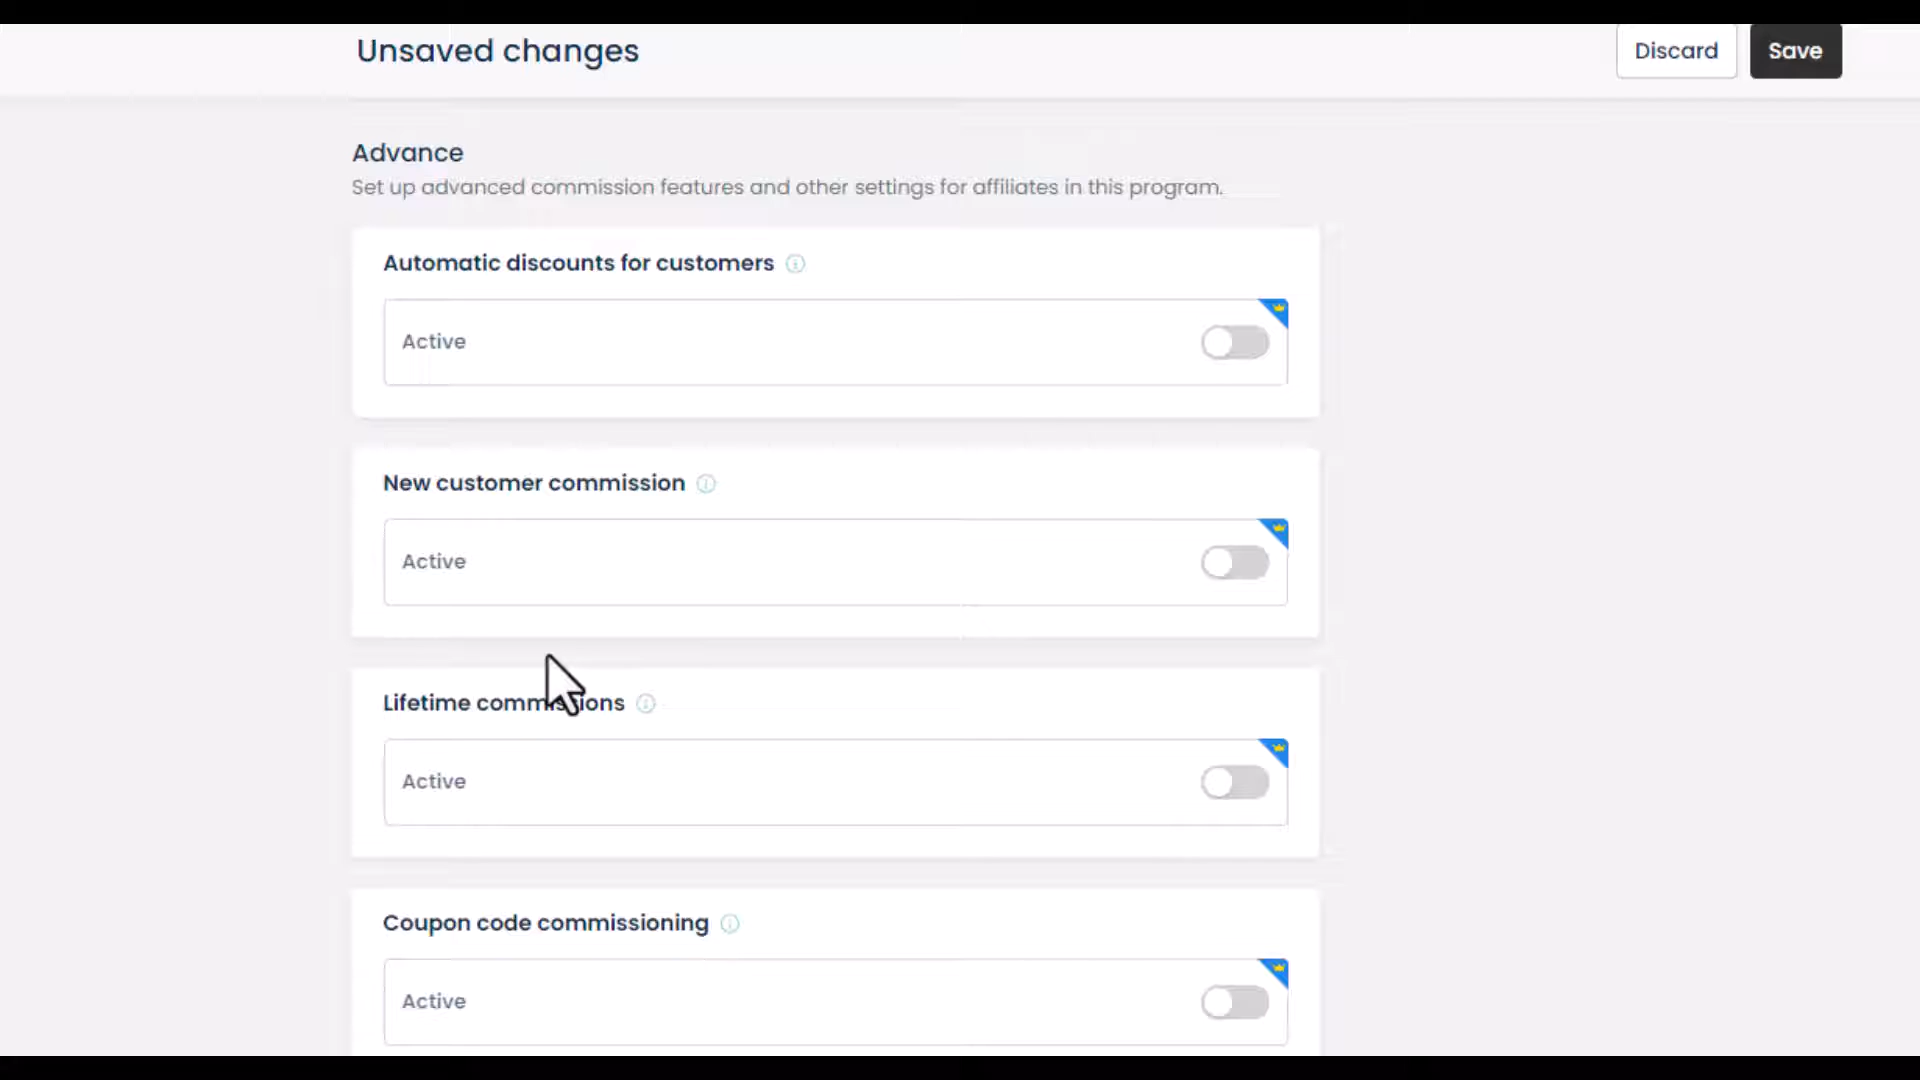 Unsaved changes
Discard
Save
Advance
Set up advanced commission features and other settings for affiliates in this program.
Automatic discounts for customers
Active
New customer commission
Active
Lifetime commissions
Active
Coupon code commissioning
Active